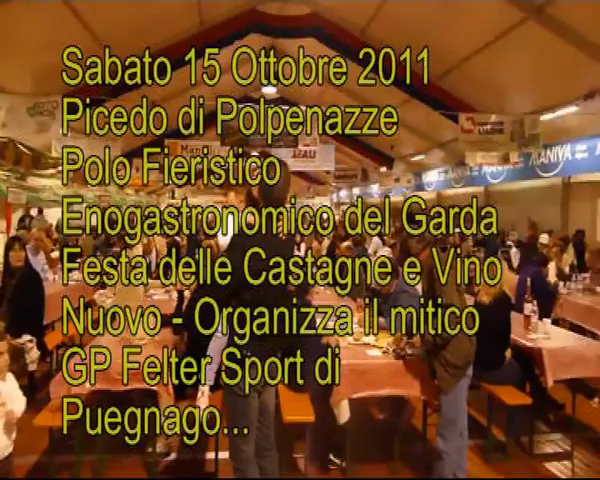 Sabato 15 Ottobre 2011
Picedo di Polpenazze
Polo Fieristico
Enogastronomico del Garda
Festa delle Castagne e Vino
Nuovo - Organizza il mitico
GP Felter Sport di
Puegnago...
MANIVA